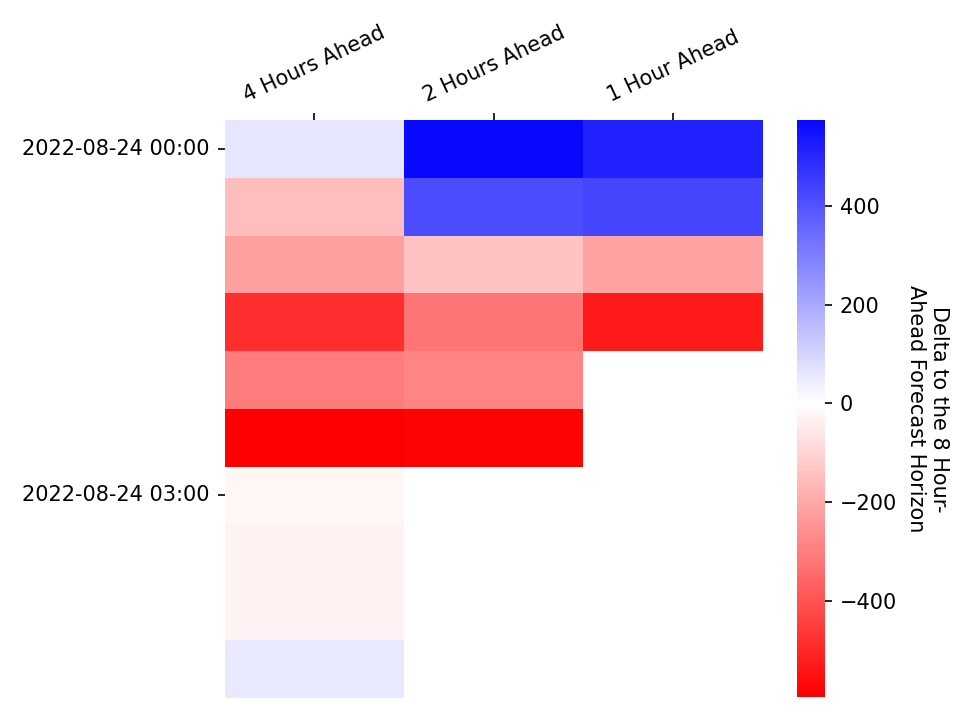 4 Hours Ahead
2 Hours Ahead
1 Hour Ahead
2022-08-24 00:00
2022-08-24 03:00
400
200
0
−200
−400
Delta to the 8 Hour-
Ahead Forecast Horizon